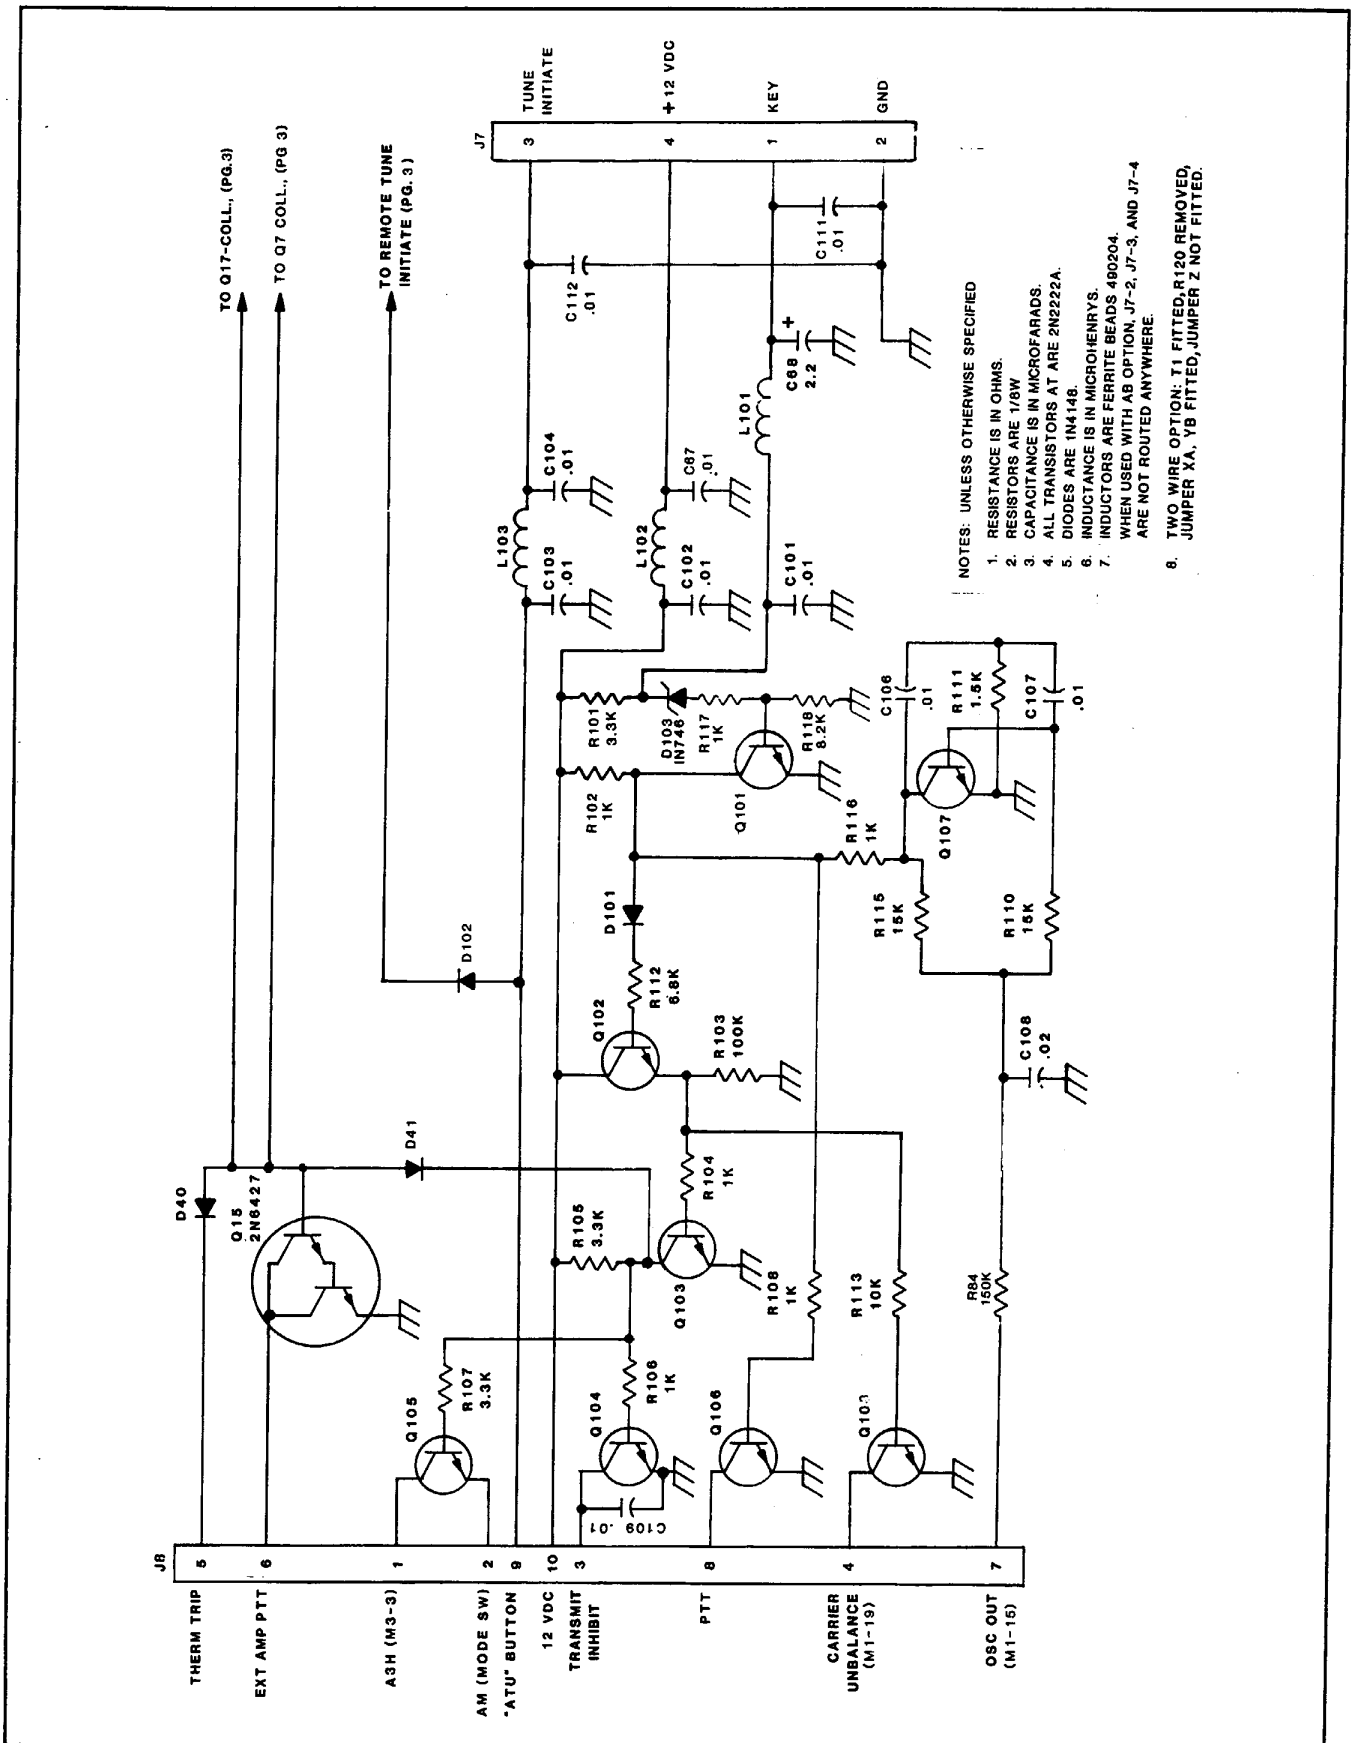 TO Q17-COLL., (PG.3)
TO Q7 COLL., (PG 3)
TO REMOTE TUNE
INITIATE (PG. 3)
J7
3
TUNE
INITIATE
4
+12 VDC
1
KEY
2
GND
C112
.01
C111
.01
C68
2.2
+
L103
C104
.01
C103
.01
L102
C67
.01
C102
.01
L101
C101
.01
D102
R101
3.3K
D103
IN746
R117
1K
R118
8.2K
R102
1K
Q101
D101
R112
6.8K
Q102
R103
100K
R116
1K
C106
.01
R111
1.5K
C107
.01
Q107
R115
15K
R110
15K
C108
.02
D40
Q15
2N6427
D41
R105
3.3K
R104
1K
Q103
R108
1K
R113
10K
R84
150K
R107
3.3K
Q105
R106
1K
Q104
C109 .01
Q106
Q103
J8
5
THERM TRIP
6
EXT AMP PTT
1
A3H (M3-3)
2
AM (MODE SW)
9
"ATU" BUTTON
10
12 VDC
3
TRANSMIT
INHIBIT
8
PTT
4
CARRIER
UNBALANCE
(M1-19)
7
OSC OUT
(M1-15)
NOTES: UNLESS OTHERWISE SPECIFIED
1. RESISTANCE IS IN OHMS.
2. RESISTORS ARE 1/8W
3. CAPACITANCE IS IN MICROFARADS.
4. ALL TRANSISTORS AT ARE 2N2222A.
5. DIODES ARE 1N4148.
6. INDUCTANCE IS IN MICROHENRYS.
7. INDUCTORS ARE FERRITE BEADS 490204.
WHEN USED WITH AB OPTION, J7-2, J7-3, AND J7-4
ARE NOT ROUTED ANYWHERE.
8. TWO WIRE OPTION: T1 FITTED, R120 REMOVED,
JUMPER XA, YB FITTED, JUMPER Z NOT FITTED.